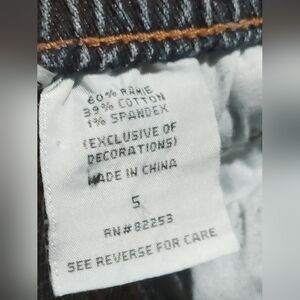 60% RAMIE
39% COTTON
1% SPANDEX
(EXCLUSIVE OF
DECORATIONS)
MADE IN CHINA
5
RN#82253
SEE REVERSE FOR CARE